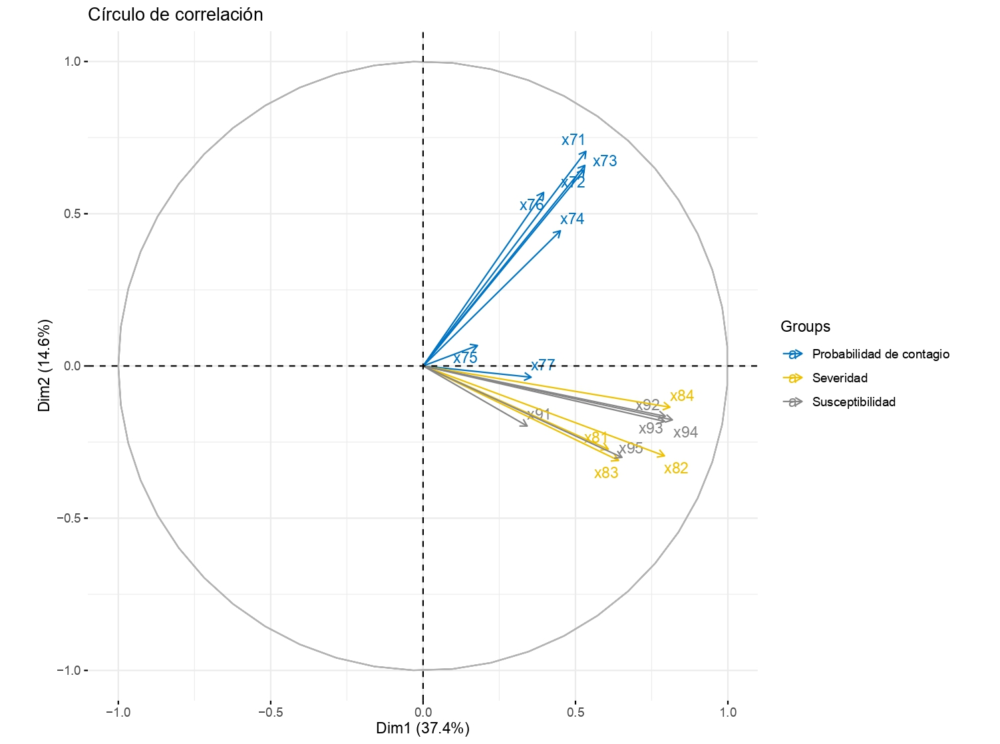 Círculo de correlación
1.0
0.5
0.0
−0.5
−1.0
Dim2 (14.6%)
x71
x73
x72
x76
x74
x75
x77
x84
x92
x91
x93
x94
x81
x95
x83
x82
−1.0
−0.5
0.0
0.5
1.0
Dim1 (37.4%)
Groups
a Probabilidad de contagio
a Severidad
a Susceptibilidad